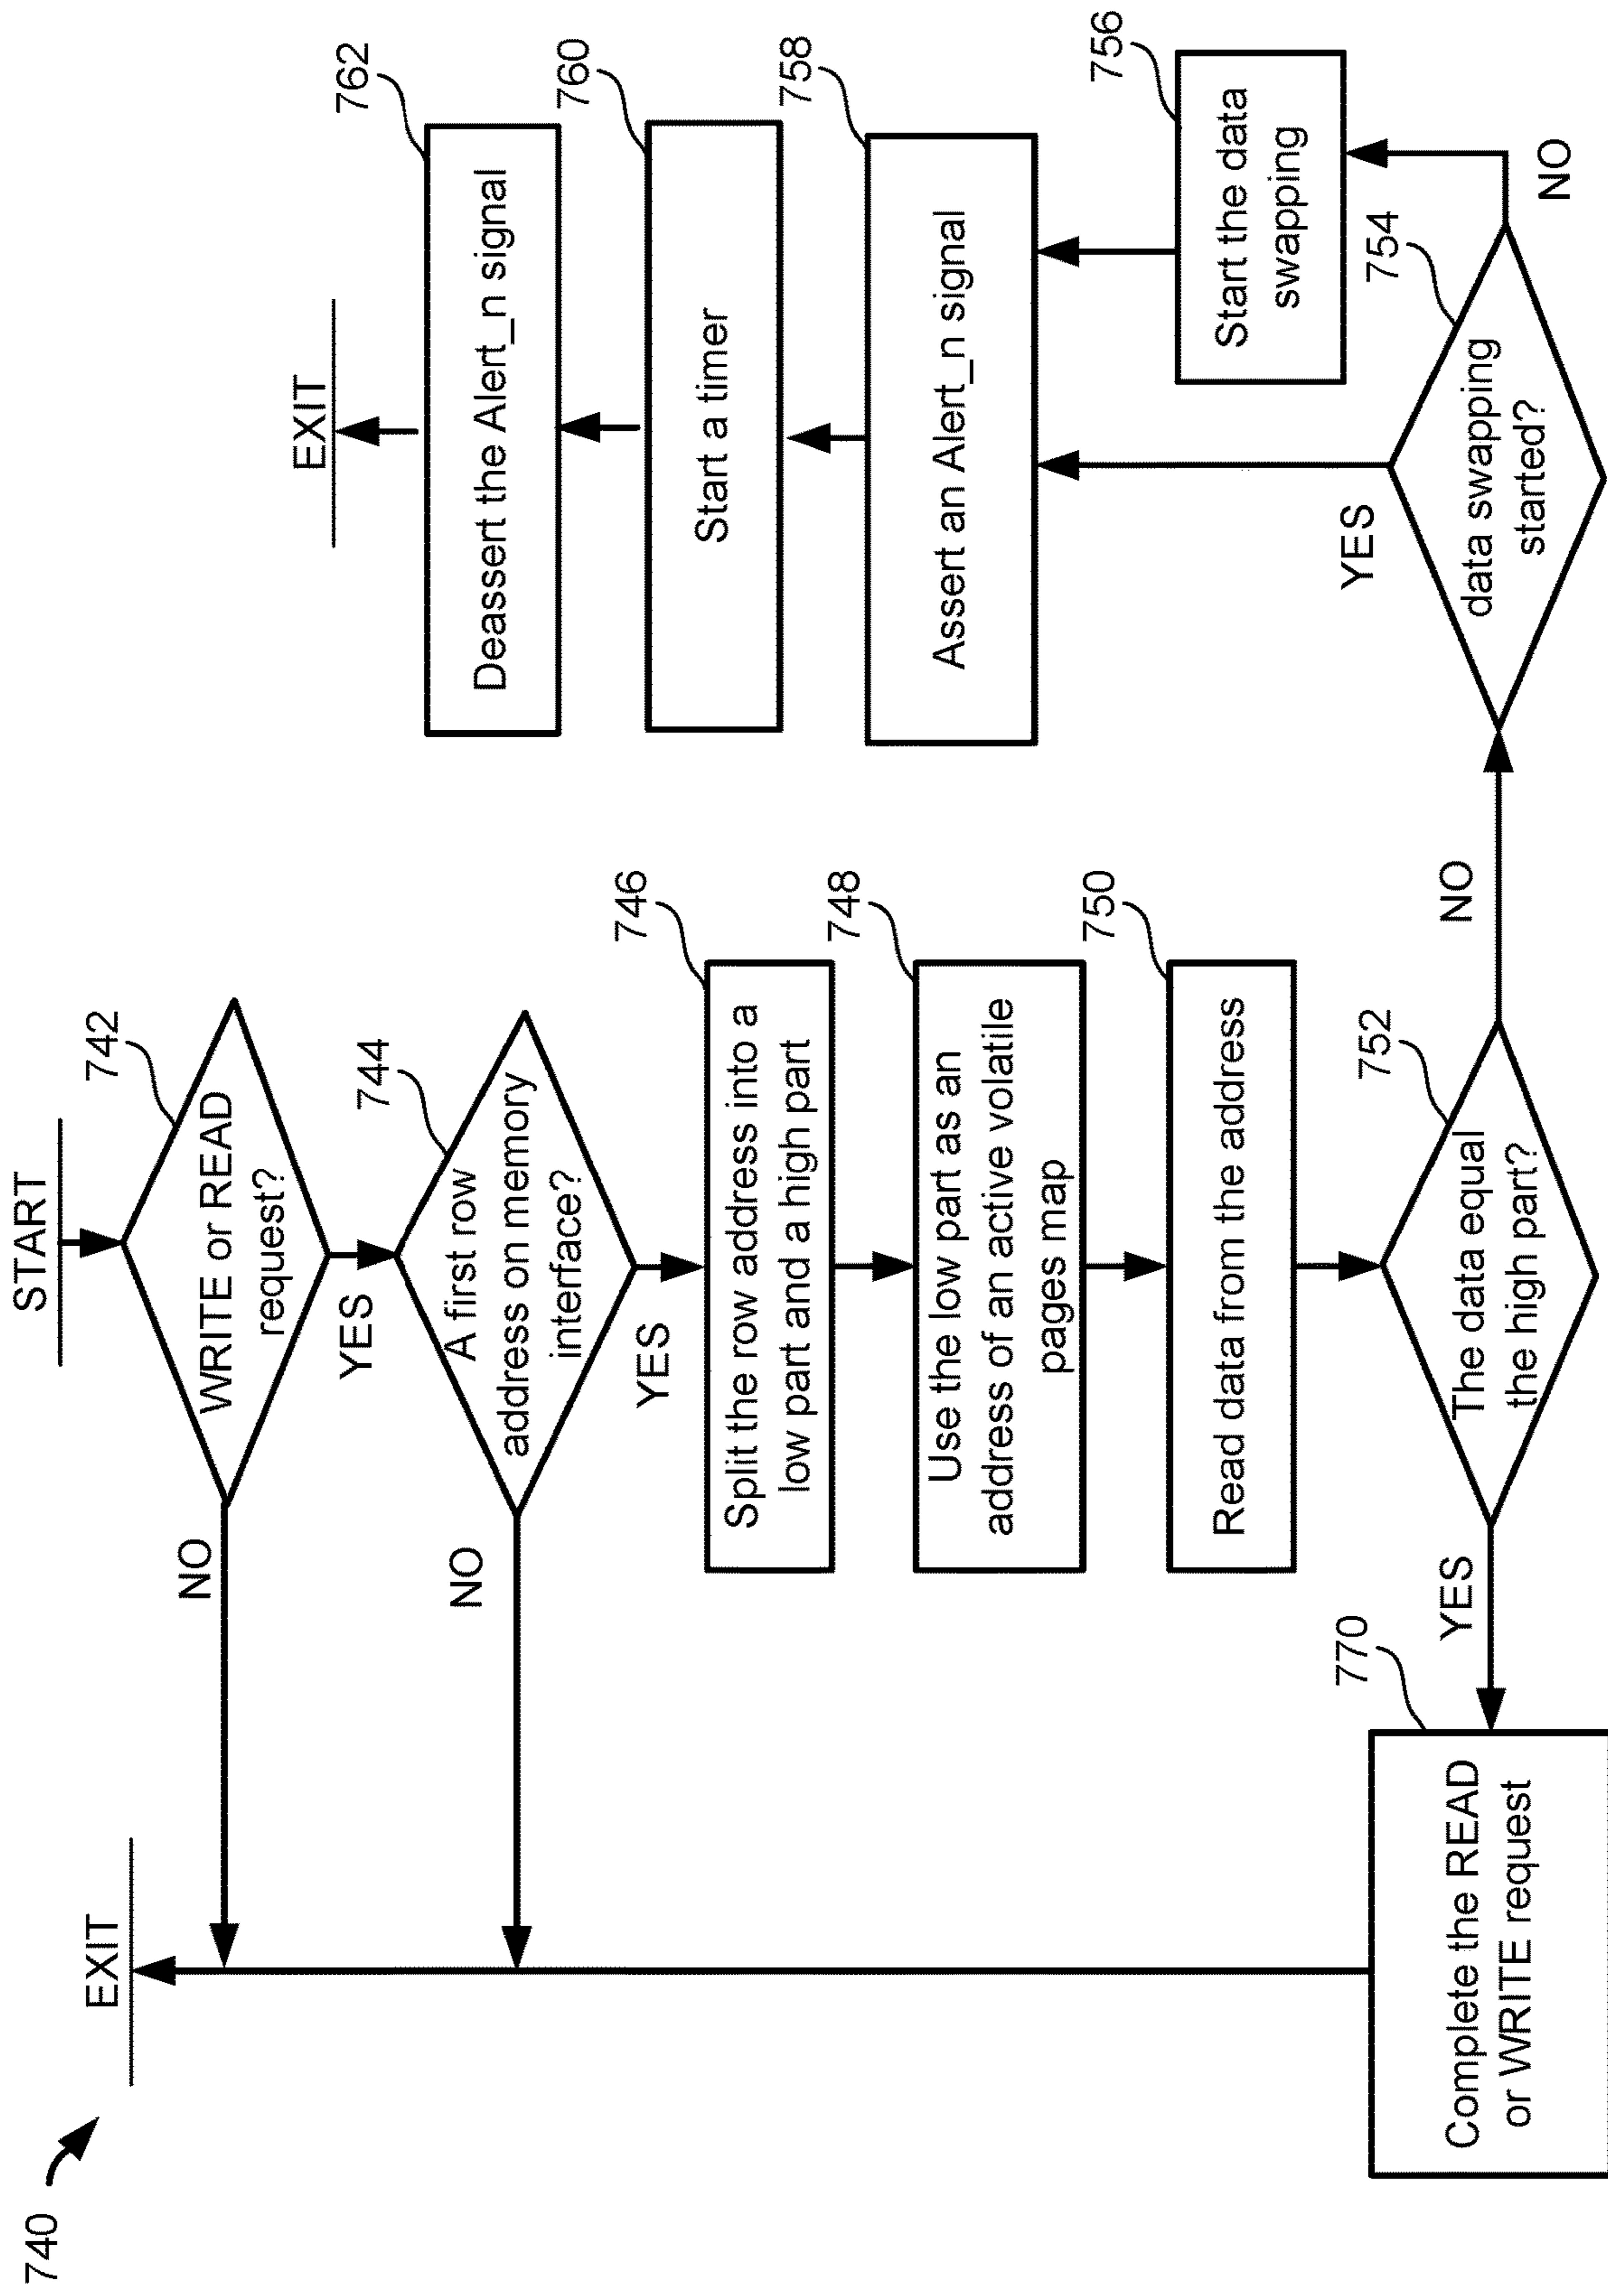 740
START
EXIT
WRITE or READ
request?
742
NO
YES
A first row
address on memory
interface?
744
NO
YES
Split the row address into a
low part and a high part
746
Use the low part as an
address of an active volatile
pages map
748
Read data from the address
750
The data equal
the high part?
752
YES
NO
Complete the READ
or WRITE request
770
data swapping
started?
754
YES
NO
Start the data
swapping
756
Assert an Alert_n signal
758
Start a timer
760
Deassert the Alert_n signal
762
EXIT